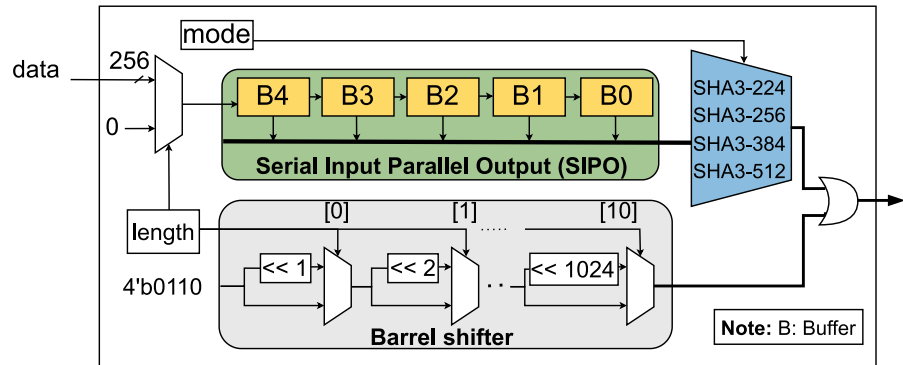 mode
data
256
0
B4 B3 B2 B1 B0
Serial Input Parallel Output (SIPO)
SHA3-224
SHA3-256
SHA3-384
SHA3-512
length
[0] [1] ..... [10]
4'b0110
<< 1 << 2 . . << 1024
Barrel shifter
Note: B: Buffer